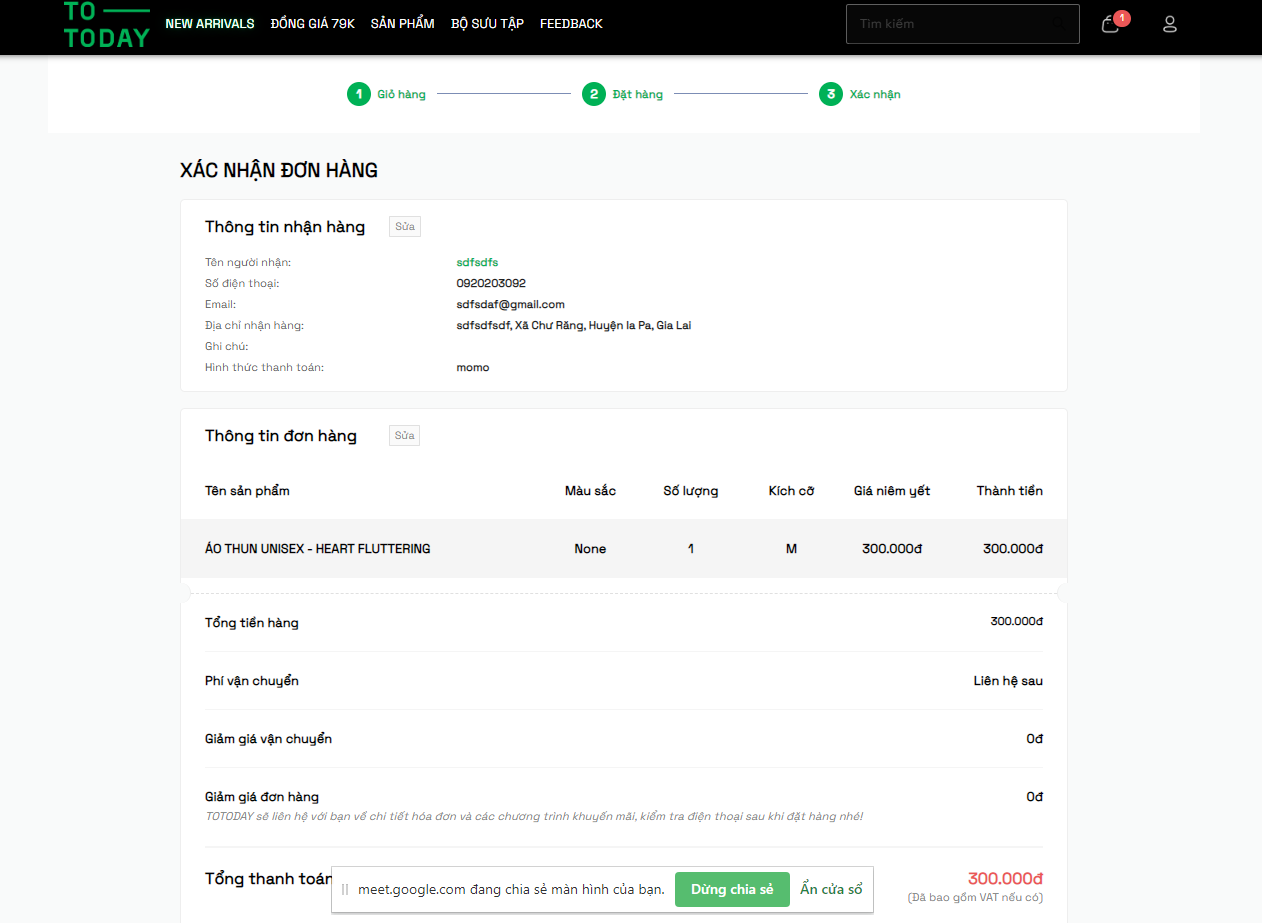 TO
TODAY
NEW ARRIVALS ĐỒNG GIÁ 79K SẢN PHẨM BỘ SƯU TẬP FEEDBACK
Tìm kiếm
1
1 Giỏ hàng 2 Đặt hàng 3 Xác nhận
XÁC NHẬN ĐƠN HÀNG
Thông tin nhận hàng Sửa
Tên người nhận: sdfsdfs
Số điện thoại: 0920203092
Email: sdfsdaf@gmail.com
Địa chỉ nhận hàng: sdfsdfsdf, Xã Chư Răng, Huyện Ia Pa, Gia Lai
Ghi chú:
Hình thức thanh toán: momo
Thông tin đơn hàng Sửa
Tên sản phẩm Màu sắc Số lượng Kích cỡ Giá niêm yết Thành tiền
ÁO THUN UNISEX - HEART FLUTTERING None 1 M 300.000đ 300.000đ
Tổng tiền hàng 300.000đ
Phí vận chuyển Liên hệ sau
Giảm giá vận chuyển 0đ
Giảm giá đơn hàng 0đ
TOTODAY sẽ liên hệ với bạn về chi tiết hóa đơn và các chương trình khuyến mãi, kiểm tra điện thoại sau khi đặt hàng nhé!
Tổng thanh toán 300.000đ
(Đã bao gồm VAT nếu có)
meet.google.com đang chia sẻ màn hình của bạn. Dừng chia sẻ Ẩn cửa sổ